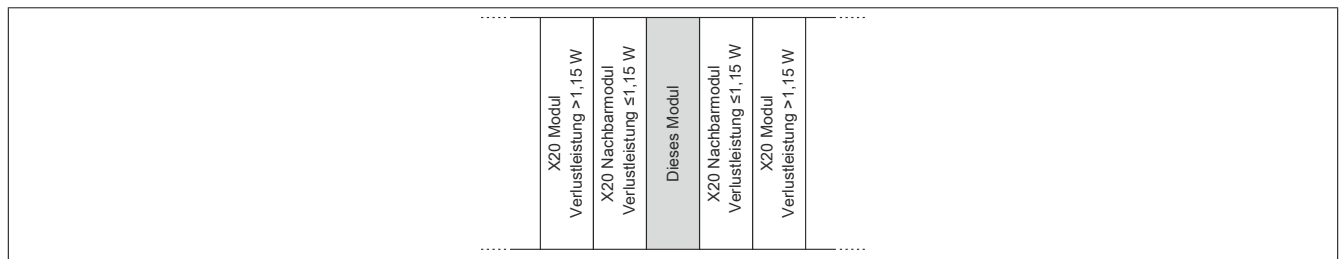 X20 Modul
Verlustleistung >1,15 W
X20 Nachbarmodul
Verlustleistung ≤1,15 W
Dieses Modul
X20 Nachbarmodul
Verlustleistung ≤1,15 W
X20 Modul
Verlustleistung >1,15 W